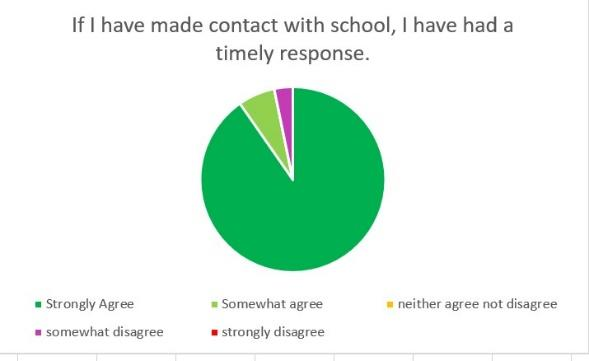 If I have made contact with school, I have had a
timely response.
Strongly Agree
Somewhat agree
neither agree not disagree
somewhat disagree
strongly disagree